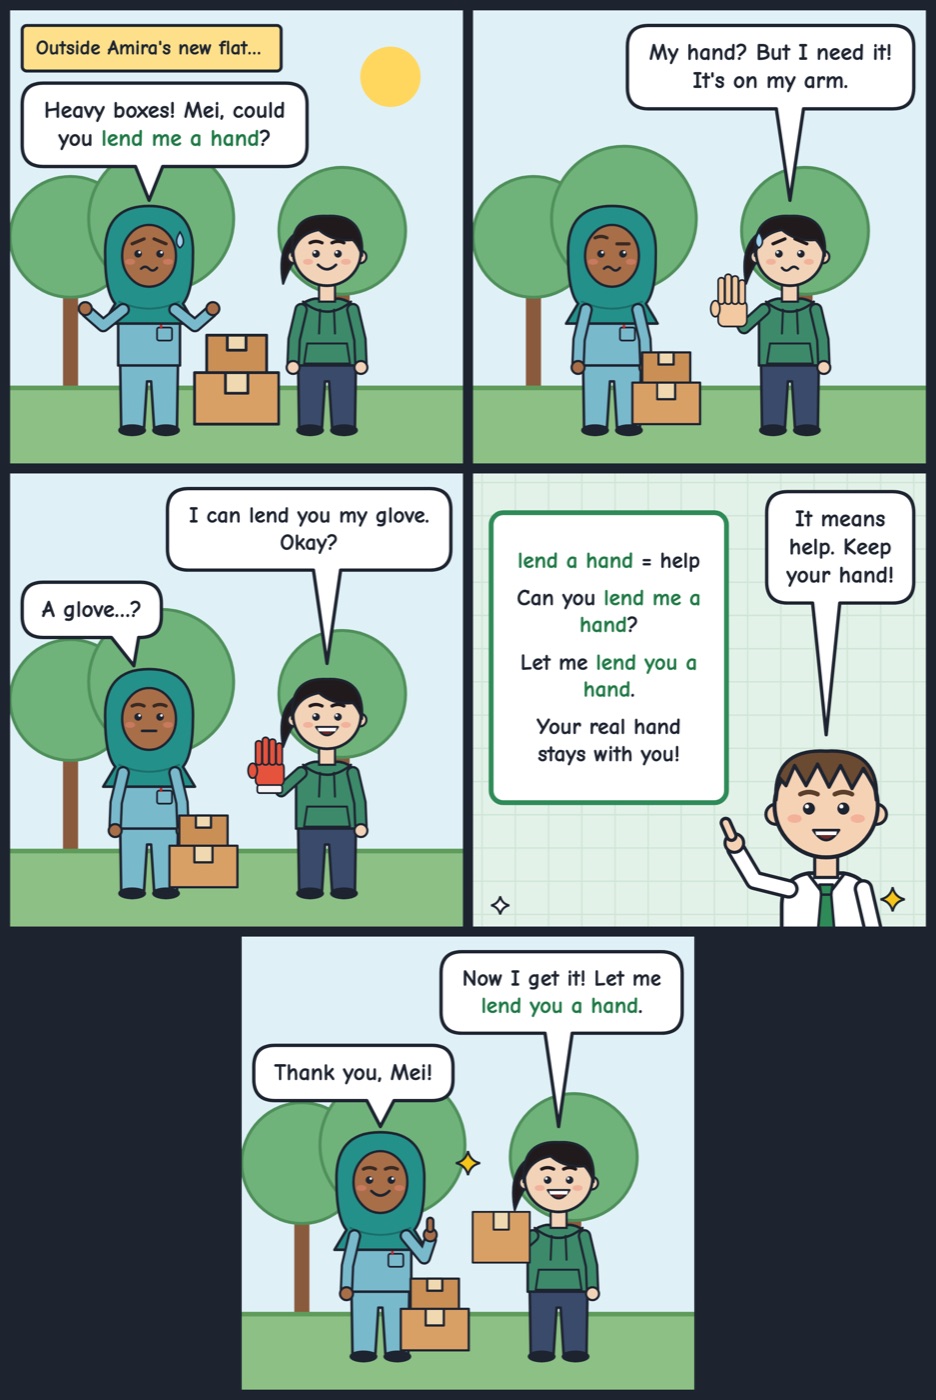 Outside Amira's new flat...
Heavy boxes! Mei, could
you lend me a hand?
My hand? But I need it!
It's on my arm.
I can lend you my glove.
Okay?
A glove...?
lend a hand = help
Can you lend me a
hand?
Let me lend you a
hand.
Your real hand
stays with you!
It means
help. Keep
your hand!
Now I get it! Let me
lend you a hand.
Thank you, Mei!